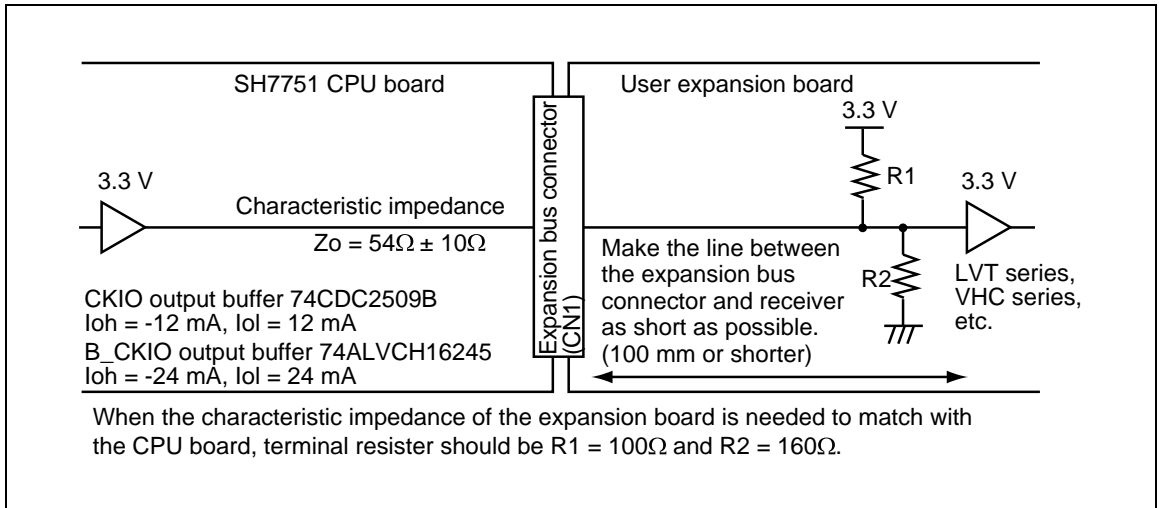 SH7751 CPU board
User expansion board
3.3 V
R1
3.3 V
3.3 V
Characteristic impedance
Zo = 54Ω ± 10Ω
Expansion bus connector
(CN1)
Make the line between
the expansion bus
connector and receiver
as short as possible.
(100 mm or shorter)
R2
LVT series,
VHC series,
etc.
CKIO output buffer 74CDC2509B
Ioh = -12 mA, Iol = 12 mA
B_CKIO output buffer 74ALVCH16245
Ioh = -24 mA, Iol = 24 mA
When the characteristic impedance of the expansion board is needed to match with
the CPU board, terminal resister should be R1 = 100Ω and R2 = 160Ω.